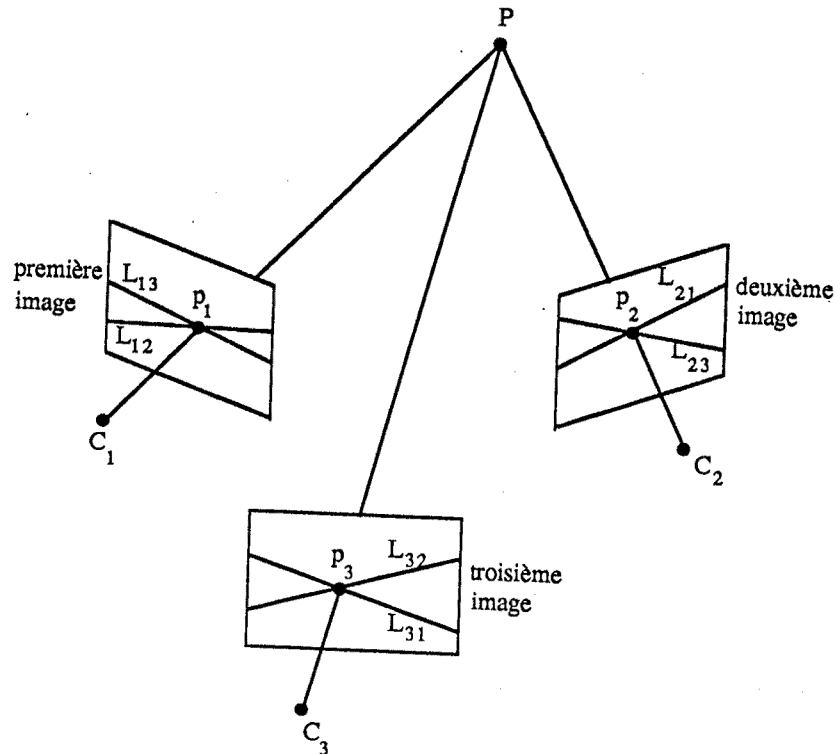 P
première
image
L13
p1
L12
C1
L21
p2
L23
deuxième
image
C2
L32
p3
L31
troisième
image
C3